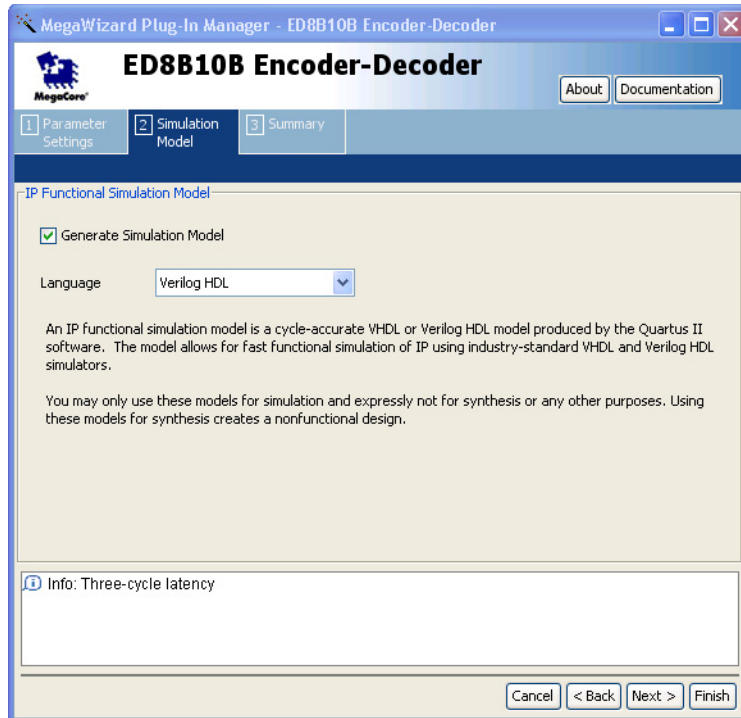 MegaWizard Plug-In Manager - ED8B10B Encoder-Decoder
MegaCore®
ED8B10B Encoder-Decoder
About
Documentation
1 Parameter
Settings
2 Simulation
Model
3 Summary
IP Functional Simulation Model
Generate Simulation Model
Language
Verilog HDL
An IP functional simulation model is a cycle-accurate VHDL or Verilog HDL model produced by the Quartus II
software.  The model allows for fast functional simulation of IP using industry-standard VHDL and Verilog HDL
simulators.
You may only use these models for simulation and expressly not for synthesis or any other purposes. Using
these models for synthesis creates a nonfunctional design.
Info: Three-cycle latency
Cancel
< Back
Next >
Finish